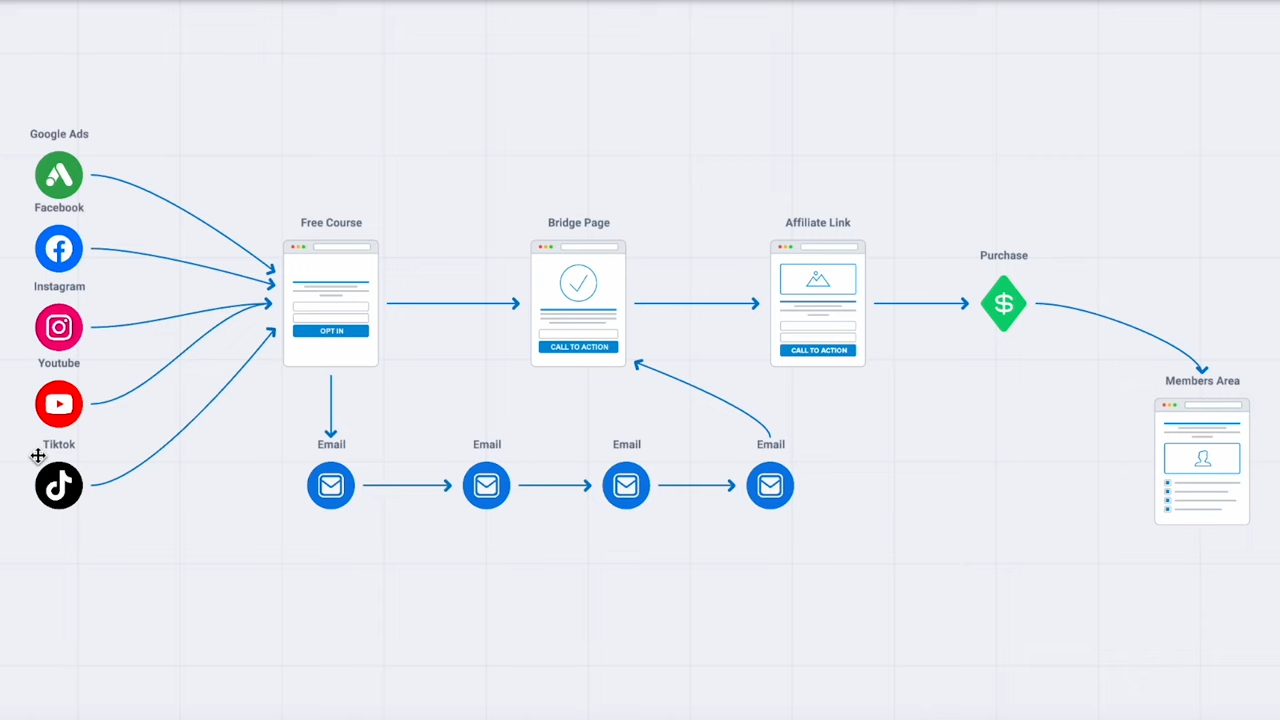 Google Ads
Facebook
Instagram
Youtube
Tiktok
Free Course
OPT IN
Bridge Page
CALL TO ACTION
Affiliate Link
CALL TO ACTION
Purchase
$
Members Area
Email
Email
Email
Email